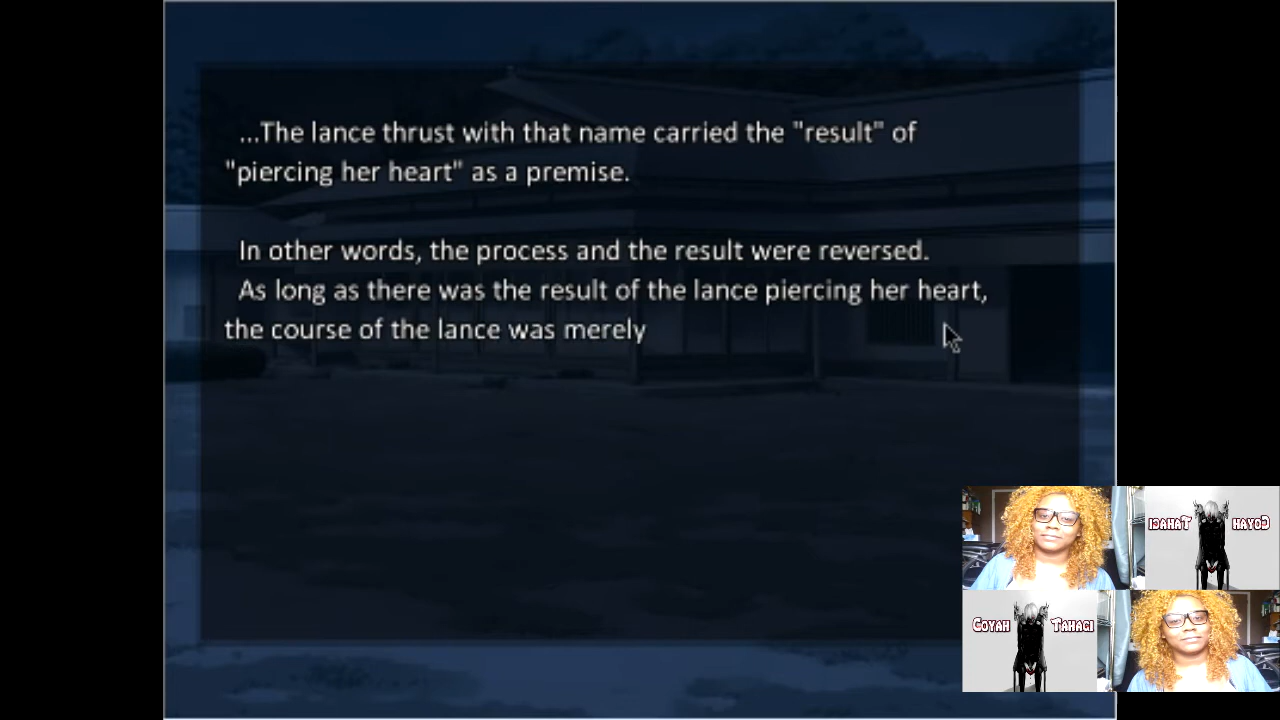 ...The lance thrust with that name carried the "result" of
"piercing her heart" as a premise.
In other words, the process and the result were reversed.
As long as there was the result of the lance piercing her heart,
the course of the lance was merely
GOYAH TAHAGI
GOYAH TAHAGI